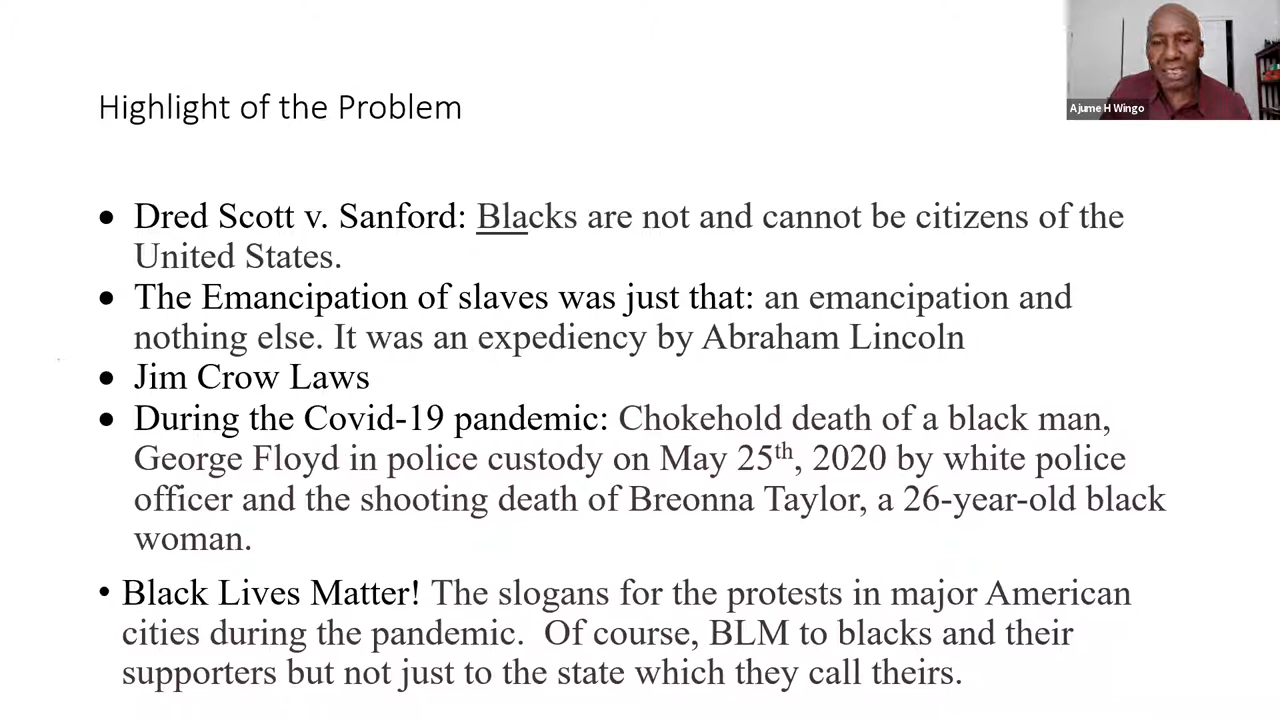 Ajume H Wingo
Highlight of the Problem
• Dred Scott v. Sanford: Blacks are not and cannot be citizens of the
United States.
• The Emancipation of slaves was just that: an emancipation and
nothing else. It was an expediency by Abraham Lincoln
• Jim Crow Laws
• During the Covid-19 pandemic: Chokehold death of a black man,
George Floyd in police custody on May 25th, 2020 by white police
officer and the shooting death of Breonna Taylor, a 26-year-old black
woman.
• Black Lives Matter! The slogans for the protests in major American
cities during the pandemic.  Of course, BLM to blacks and their
supporters but not just to the state which they call theirs.